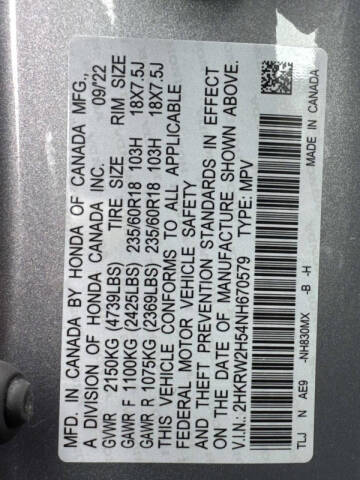 MFD. IN CANADA BY HONDA OF CANADA MFG.,
A DIVISION OF HONDA CANADA INC. 09/22
TIRE SIZE RIM SIZE
GVWR 2150KG (4739LBS)
GAWR F 1100KG (2425LBS) 235/60R18 103H 18X7.5J
GAWR R 1075KG (2369LBS) 235/60R18 103H 18X7.5J
THIS VEHICLE CONFORMS TO ALL APPLICABLE
FEDERAL MOTOR VEHICLE SAFETY
AND THEFT PREVENTION STANDARDS IN EFFECT
ON THE DATE OF MANUFACTURE SHOWN ABOVE.
V.I.N.: 2HKRW2H54NH670579 TYPE: MPV
TLJ N AE9 -NH830MX -B -H
MADE IN CANADA